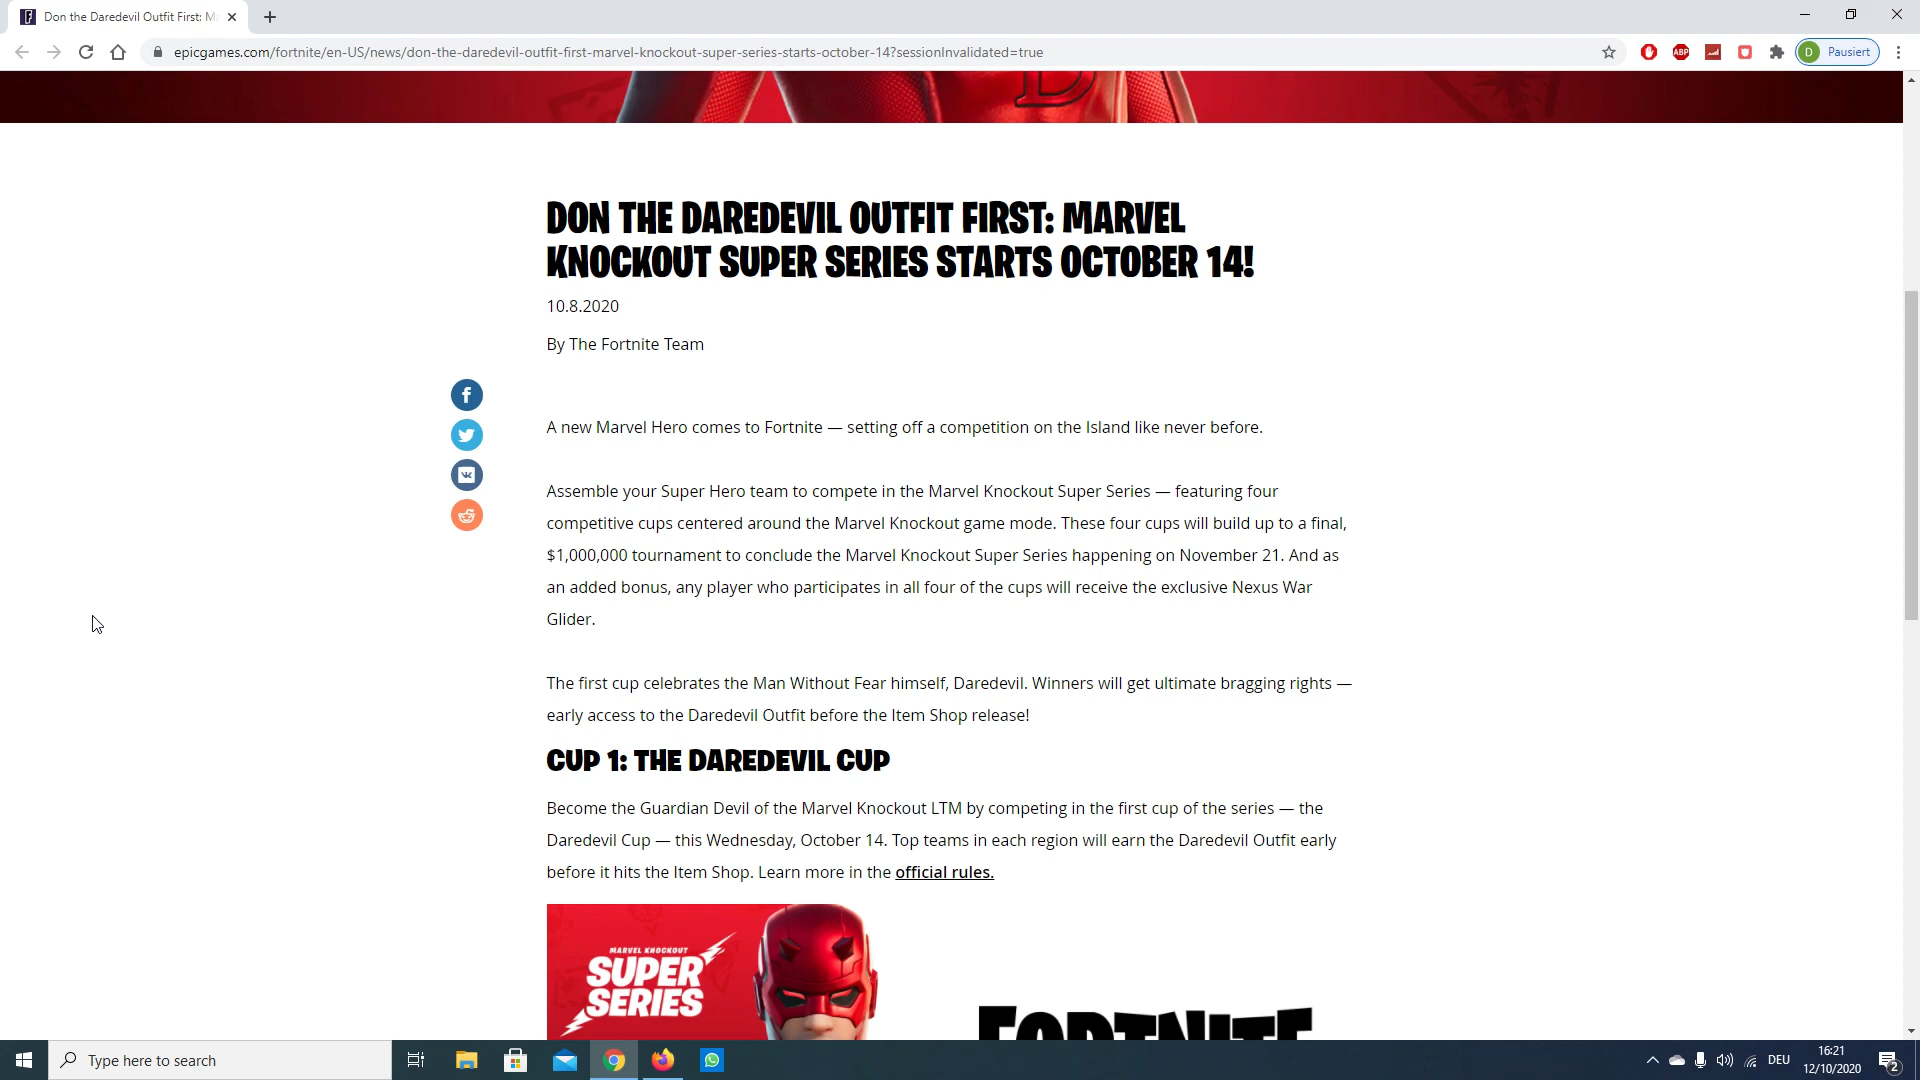 Don the Daredevil Outfit First: Ma
epicgames.com/fortnite/en-US/news/don-the-daredevil-outfit-first-marvel-knockout-super-series-starts-october-14?sessionInvalidated=true
ABP
D Pausiert
DON THE DAREDEVIL OUTFIT FIRST: MARVEL
KNOCKOUT SUPER SERIES STARTS OCTOBER 14!
10.8.2020
By The Fortnite Team
A new Marvel Hero comes to Fortnite — setting off a competition on the Island like never before.
Assemble your Super Hero team to compete in the Marvel Knockout Super Series — featuring four
competitive cups centered around the Marvel Knockout game mode. These four cups will build up to a final,
$1,000,000 tournament to conclude the Marvel Knockout Super Series happening on November 21. And as
an added bonus, any player who participates in all four of the cups will receive the exclusive Nexus War
Glider.
The first cup celebrates the Man Without Fear himself, Daredevil. Winners will get ultimate bragging rights —
early access to the Daredevil Outfit before the Item Shop release!
CUP 1: THE DAREDEVIL CUP
Become the Guardian Devil of the Marvel Knockout LTM by competing in the first cup of the series — the
Daredevil Cup — this Wednesday, October 14. Top teams in each region will earn the Daredevil Outfit early
before it hits the Item Shop. Learn more in the official rules.
MARVEL KNOCKOUT
SUPER
SERIES
FORTNITE
Type here to search
DEU
16:21
12/10/2020
2